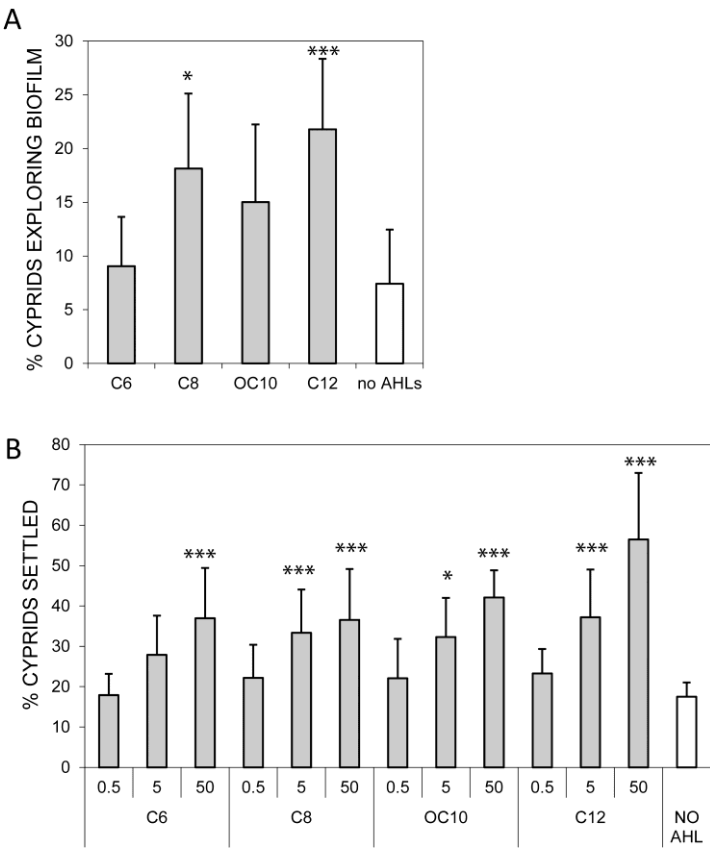 A
% CYPRIDS EXPLORING BIOFILM
30
25
20
15
10
5
0
*
***
C6 C8 OC10 C12 no AHLs
B
% CYPRIDS SETTLED
80
70
60
50
40
30
20
10
0
*** *** *** * *** *** ***
0.5 5 50 0.5 5 50 0.5 5 50 0.5 5 50
C6 C8 OC10 C12 NO
AHL